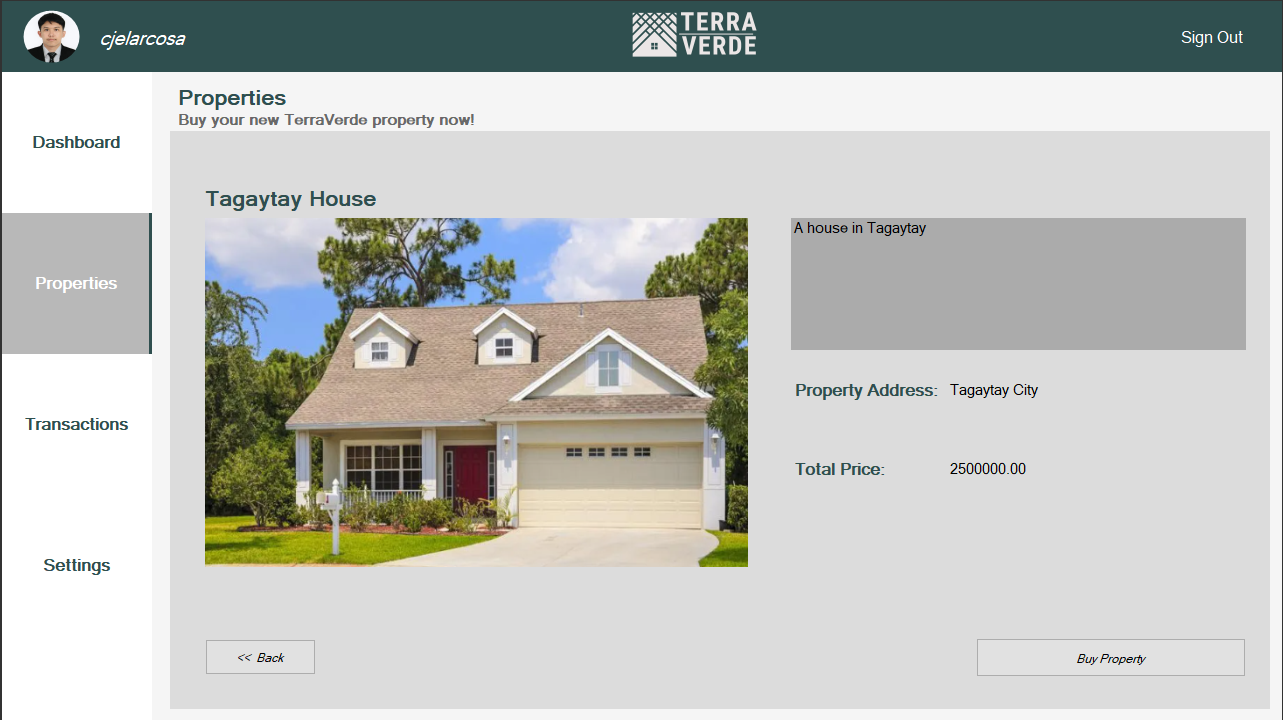 cjelarcosa
TERRA
VERDE
Sign Out
Dashboard
Properties
Transactions
Settings
Properties
Buy your new TerraVerde property now!
Tagaytay House
A house in Tagaytay
Property Address: Tagaytay City
Total Price: 2500000.00
<< Back
Buy Property